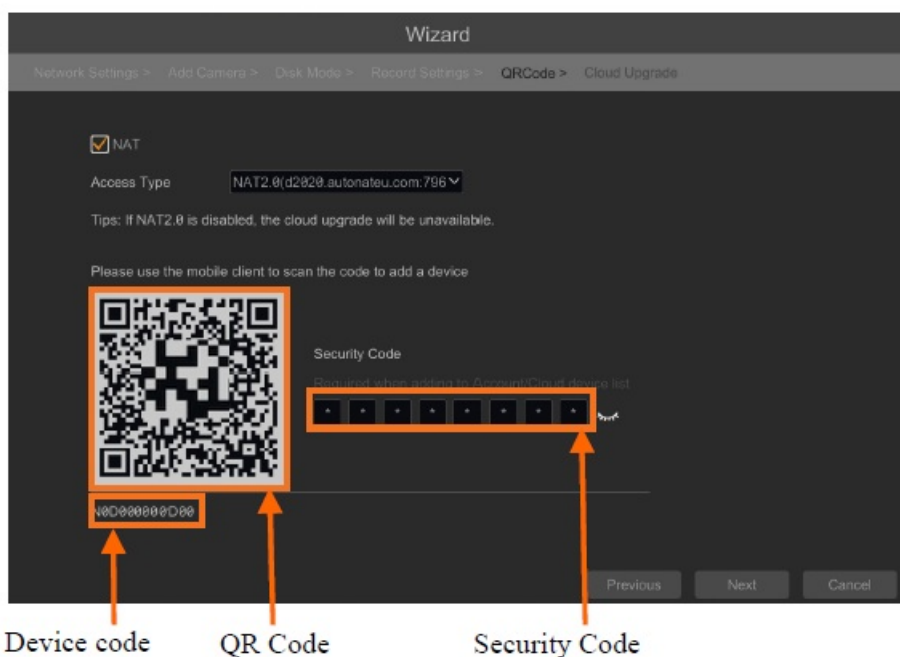 Wizard
Network Settings > Add Camera > Disk Mode > Record Settings > QRCode > Cloud Upgrade
NAT
Access Type NAT2.0(d2020.autonateu.com:796
Tips: If NAT2.0 is disabled, the cloud upgrade will be unavailable.
Please use the mobile client to scan the code to add a device
Security Code
Required when adding to Account/Cloud device list
* * * * * * * *
Previous Next Cancel
Device code QR Code Security Code